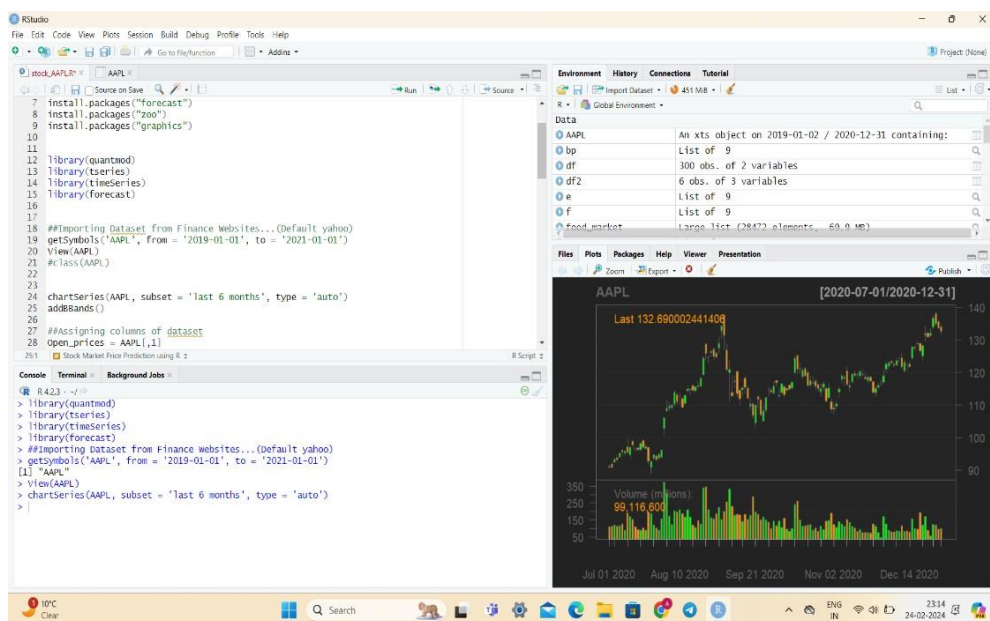 RStudio
File Edit Code View Plots Session Build Debug Profile Tools Help
Go to file/function Addins
Project: (None)
stock_AAPL.R* AAPL
Source on Save Run Source
7 install.packages("forecast")
8 install.packages("zoo")
9 install.packages("graphics")
10
11
12 library(quantmod)
13 library(tseries)
14 library(timeSeries)
15 library(forecast)
16
17
18 ##Importing Dataset from Finance Websites...(Default yahoo)
19 getSymbols('AAPL', from = '2019-01-01', to = '2021-01-01')
20 View(AAPL)
21 #class(AAPL)
22
23
24 chartSeries(AAPL, subset = 'last 6 months', type = 'auto')
25 addBBands()
26
27 ##Assigning columns of dataset
28 Open_prices = AAPL[,1]
25:1 Stock Market Price Prediction using R R Script
Console Terminal Background Jobs
R 4.2.3 · ~/
> library(quantmod)
> library(tseries)
> library(timeSeries)
> library(forecast)
> ##Importing Dataset from Finance Websites...(Default yahoo)
> getSymbols('AAPL', from = '2019-01-01', to = '2021-01-01')
[1] "AAPL"
> View(AAPL)
> chartSeries(AAPL, subset = 'last 6 months', type = 'auto')
>
Environment History Connections Tutorial
Import Dataset 451 MiB List
R Global Environment
Data
AAPL An xts object on 2019-01-02 / 2020-12-31 containing:
bp List of 9
df 300 obs. of 2 variables
df2 6 obs. of 3 variables
e List of 9
f List of 9
food_market Large list (28472 elements, 60.9 MB)
Files Plots Packages Help Viewer Presentation
Zoom Export Publish
AAPL [2020-07-01/2020-12-31]
Last 132.690002441406
140
130
120
110
100
90
Volume (millions):
99,116,600
350
250
150
50
Jul 01 2020 Aug 10 2020 Sep 21 2020 Nov 02 2020 Dec 14 2020
10°C
Clear
Search
ENG
IN
23:14
24-02-2024